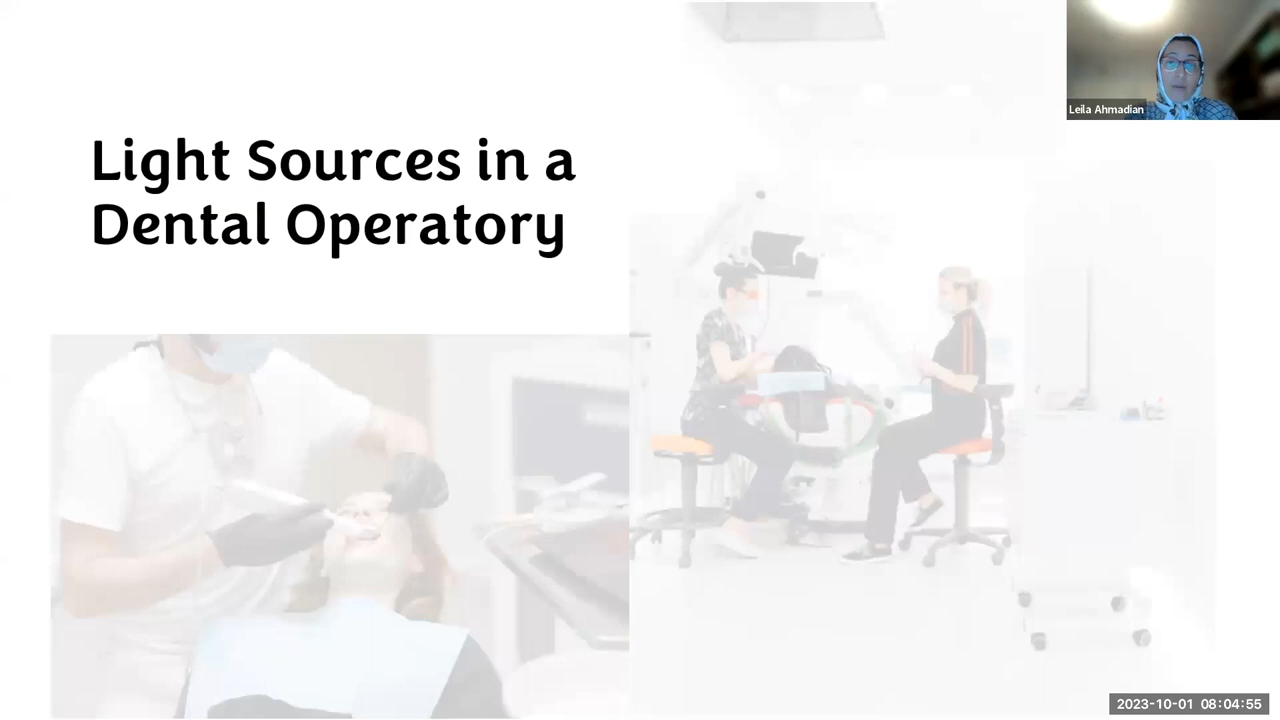 Leila Ahmadian
Light Sources in a
Dental Operatory
2023-10-01 08:04:55